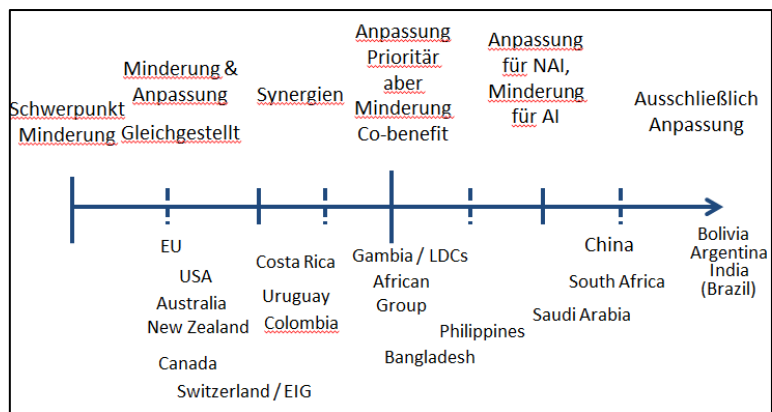 Schwerpunkt
Minderung
Minderung &
Anpassung
Gleichgestellt
Synergien
Anpassung
Prioritär
aber
Minderung
Co-benefit
Anpassung
für NAI,
Minderung
für AI
Ausschließlich
Anpassung
EU
USA
Australia
New Zealand
Canada
Switzerland / EIG
Costa Rica
Uruguay
Colombia
Gambia / LDCs
African
Group
Bangladesh
Philippines
China
South Africa
Saudi Arabia
Bolivia
Argentina
India
(Brazil)